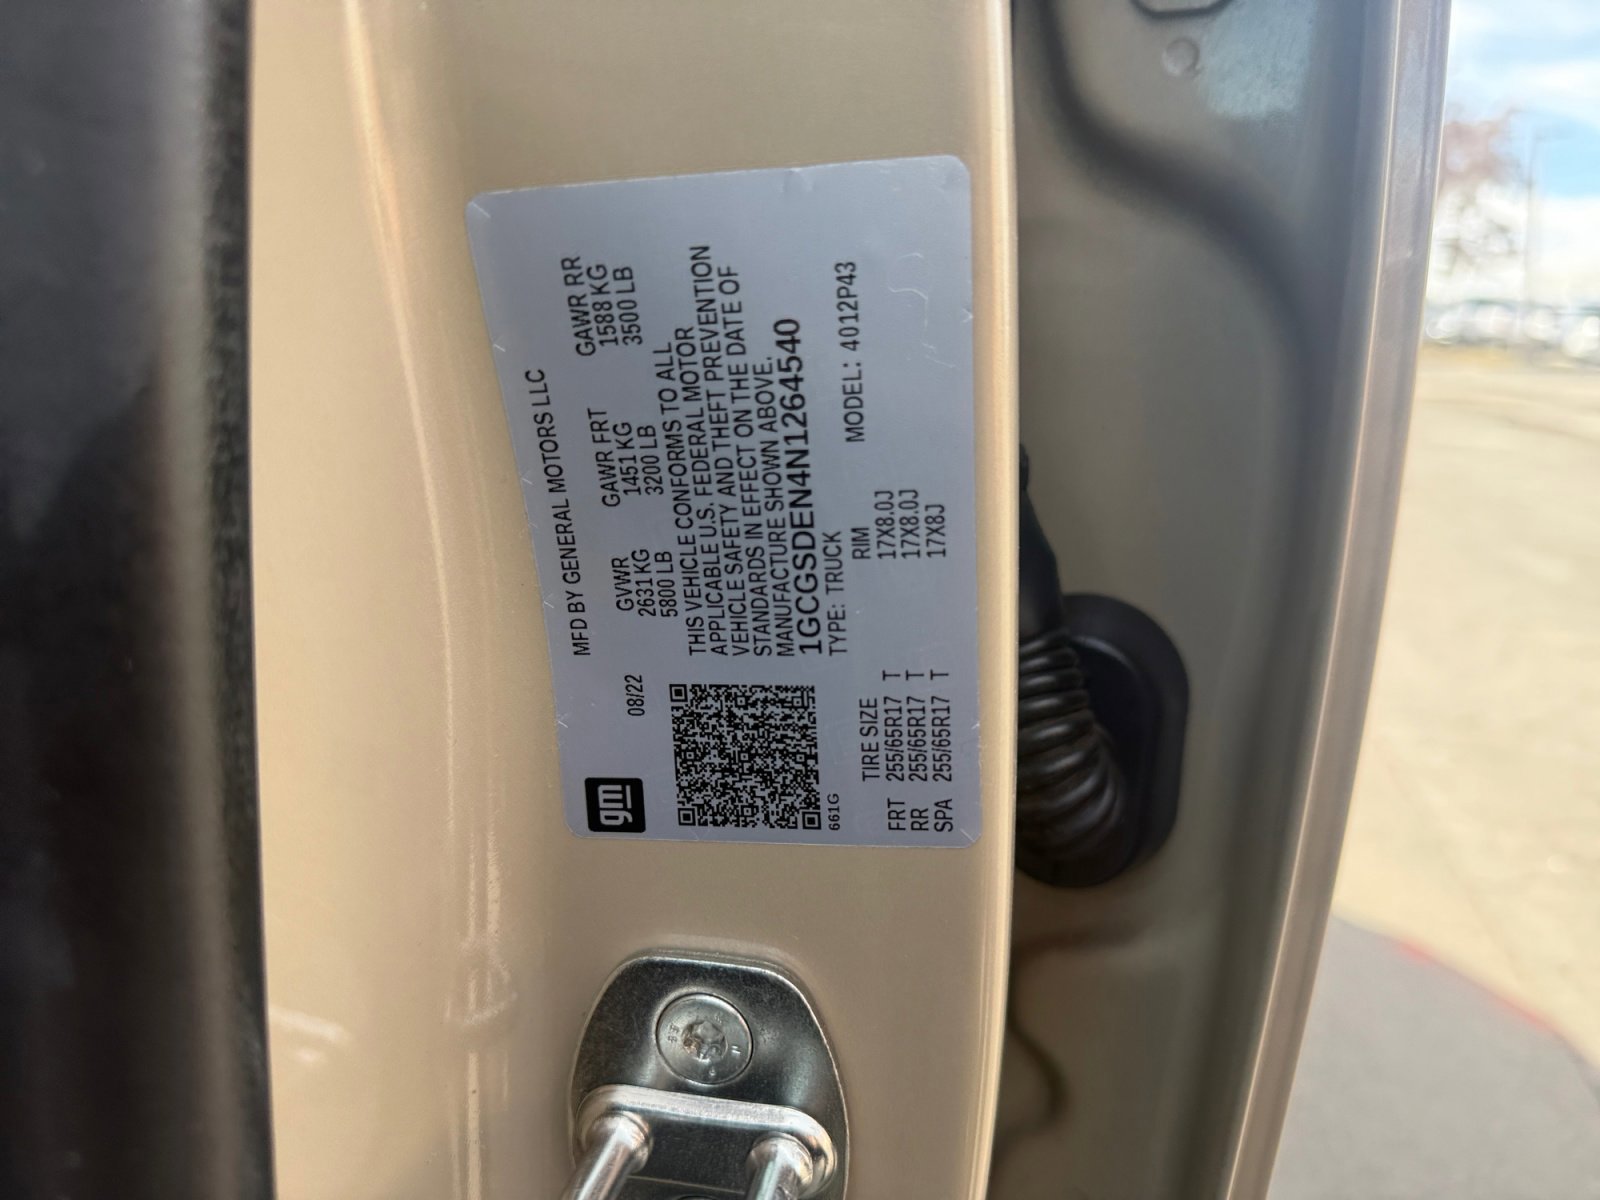 MFD BY GENERAL MOTORS LLC
gm
08/22
GVWR GAWR FRT GAWR RR
2631 KG 1451 KG 1588 KG
5800 LB 3200 LB 3500 LB
THIS VEHICLE CONFORMS TO ALL
APPLICABLE U.S. FEDERAL MOTOR
VEHICLE SAFETY AND THEFT PREVENTION
STANDARDS IN EFFECT ON THE DATE OF
MANUFACTURE SHOWN ABOVE.
1GCGSDEN4N1264540
TYPE: TRUCK MODEL: 4012P43
661G
TIRE SIZE RIM
FRT 255/65R17 T 17X8.0J
RR 255/65R17 T 17X8.0J
SPA 255/65R17 T 17X8J